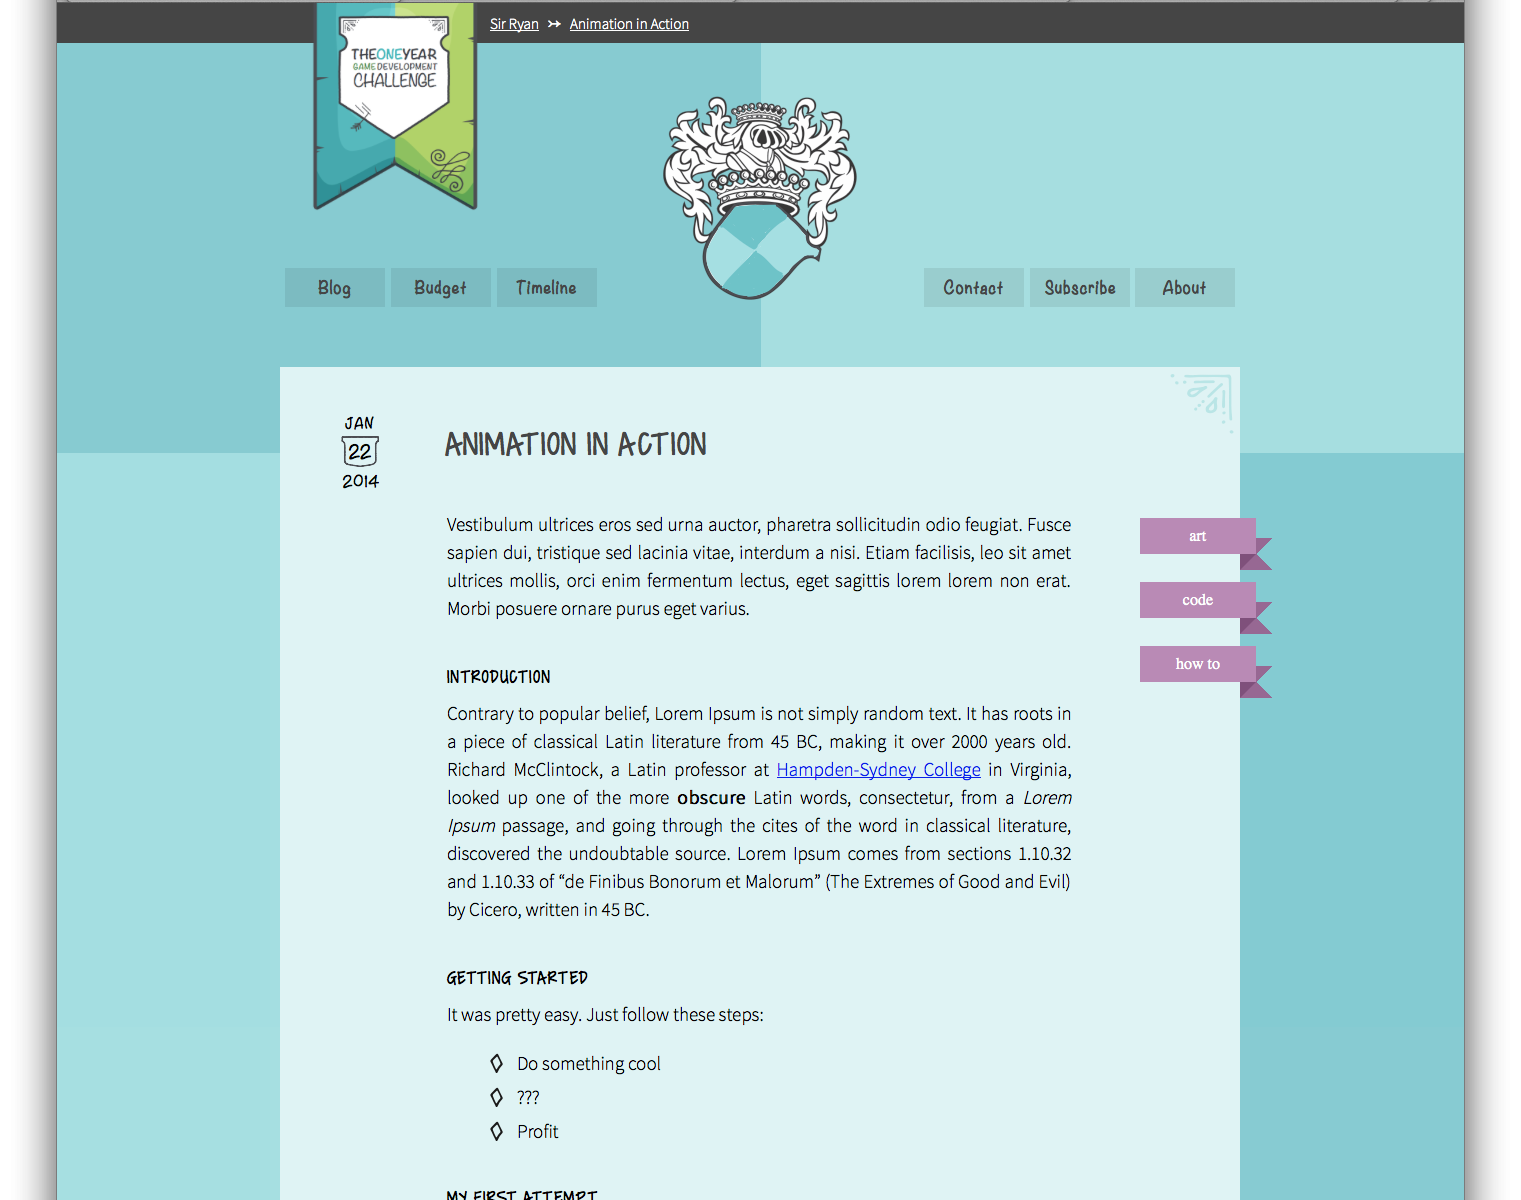 Sir Ryan ↣ Animation in Action
THE ONE YEAR
GAME DEVELOPMENT
CHALLENGE
Blog Budget Timeline Contact Subscribe About
JAN
22
2014
ANIMATION IN ACTION
Vestibulum ultrices eros sed urna auctor, pharetra sollicitudin odio feugiat. Fusce
sapien dui, tristique sed lacinia vitae, interdum a nisi. Etiam facilisis, leo sit amet
ultrices mollis, orci enim fermentum lectus, eget sagittis lorem lorem non erat.
Morbi posuere ornare purus eget varius.
art
code
how to
INTRODUCTION
Contrary to popular belief, Lorem Ipsum is not simply random text. It has roots in
a piece of classical Latin literature from 45 BC, making it over 2000 years old.
Richard McClintock, a Latin professor at Hampden-Sydney College in Virginia,
looked up one of the more obscure Latin words, consectetur, from a Lorem
Ipsum passage, and going through the cites of the word in classical literature,
discovered the undoubtable source. Lorem Ipsum comes from sections 1.10.32
and 1.10.33 of “de Finibus Bonorum et Malorum” (The Extremes of Good and Evil)
by Cicero, written in 45 BC.
GETTING STARTED
It was pretty easy. Just follow these steps:
◊ Do something cool
◊ ???
◊ Profit
MY FIRST ATTEMPT